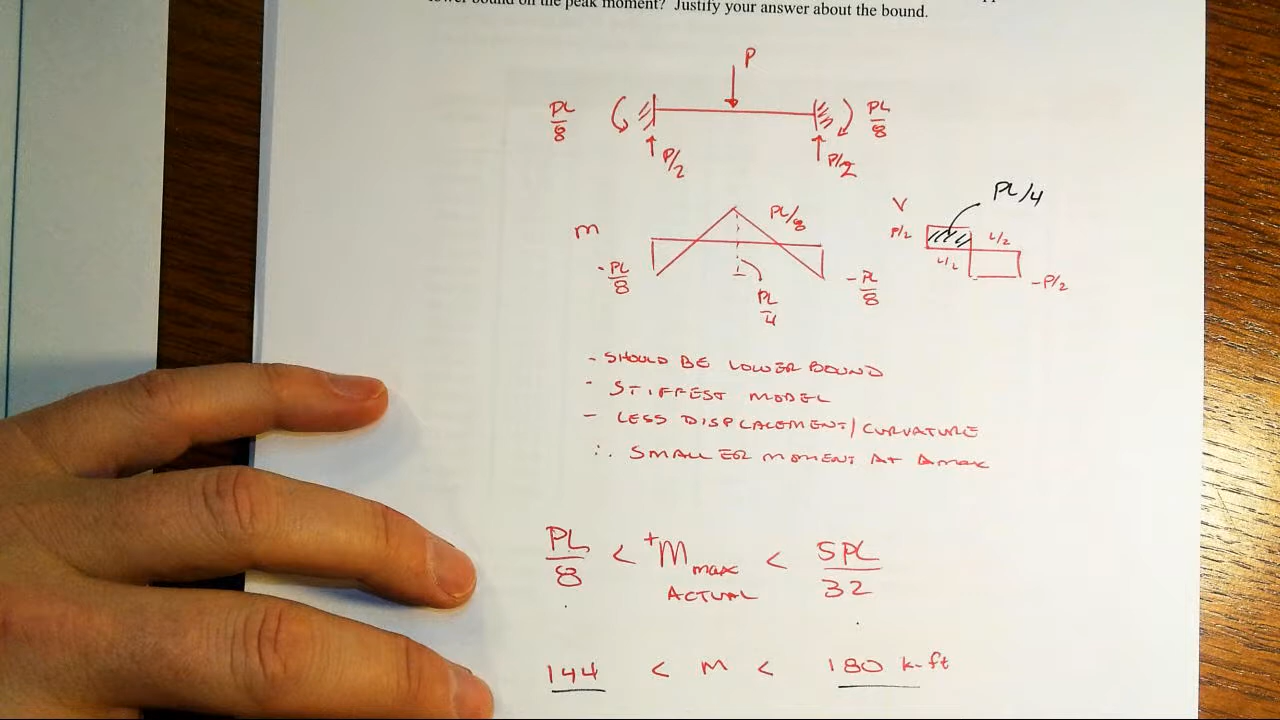 on the peak moment? Justify your answer about the bound.
P
PL/8
PL/8
P/2
P/2
M
PL/8
-PL/8
PL/4
-PL/8
V
PL/4
P/2
L/2
L/2
-P/2
- SHOULD BE LOWER BOUND
- STIFFEST MODEL
- LESS DISPLACEMENT/CURVATURE
∴ SMALLER MOMENT AT Δmax
PL/8 < +Mmax < 5PL/32
ACTUAL
144 < M < 180 k-ft